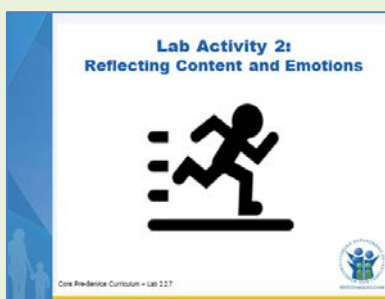 Lab Activity 2:
Reflecting Content and Emotions
Core Pre-Service Curriculum – Lab 2.2.7